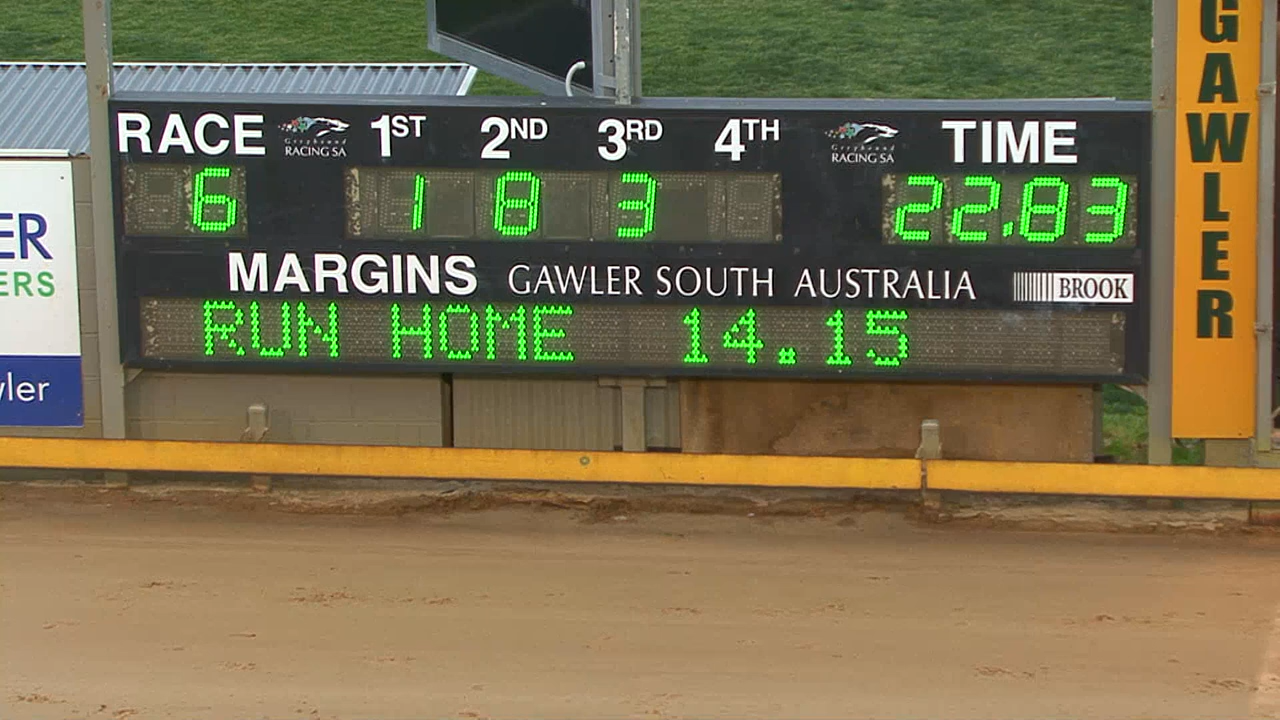 RACE 1ST 2ND 3RD 4TH TIME
Greyhound RACING SA
Greyhound RACING SA
6 1 8 3 22.83
MARGINS GAWLER SOUTH AUSTRALIA BROOK
RUN HOME 14.15
GAWLER
ER
ERS
wler